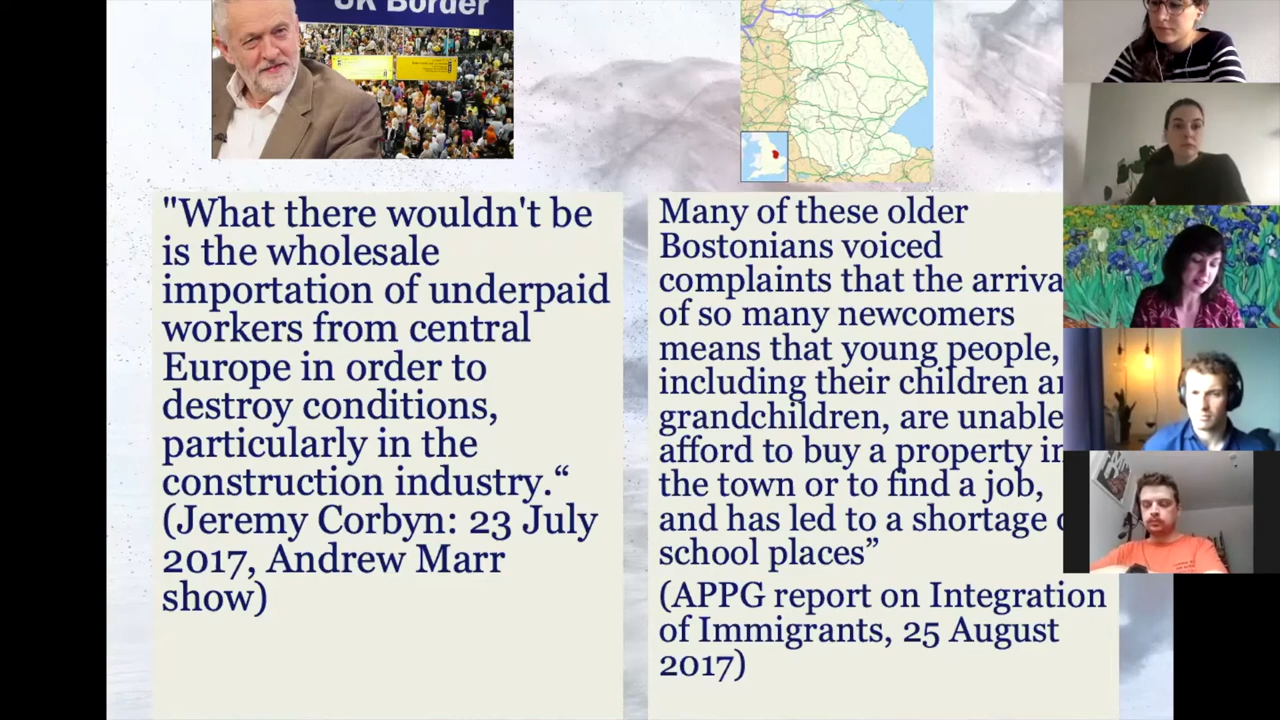 UK Border
"What there wouldn't be
is the wholesale
importation of underpaid
workers from central
Europe in order to
destroy conditions,
particularly in the
construction industry.“
(Jeremy Corbyn: 23 July
2017, Andrew Marr
show)
Many of these older
Bostonians voiced
complaints that the arriva
of so many newcomers
means that young people,
including their children
grandchildren, are unable
afford to buy a property
the town or to find a job,
and has led to a shortage
school places”
(APPG report on Integration
of Immigrants, 25 August
2017)